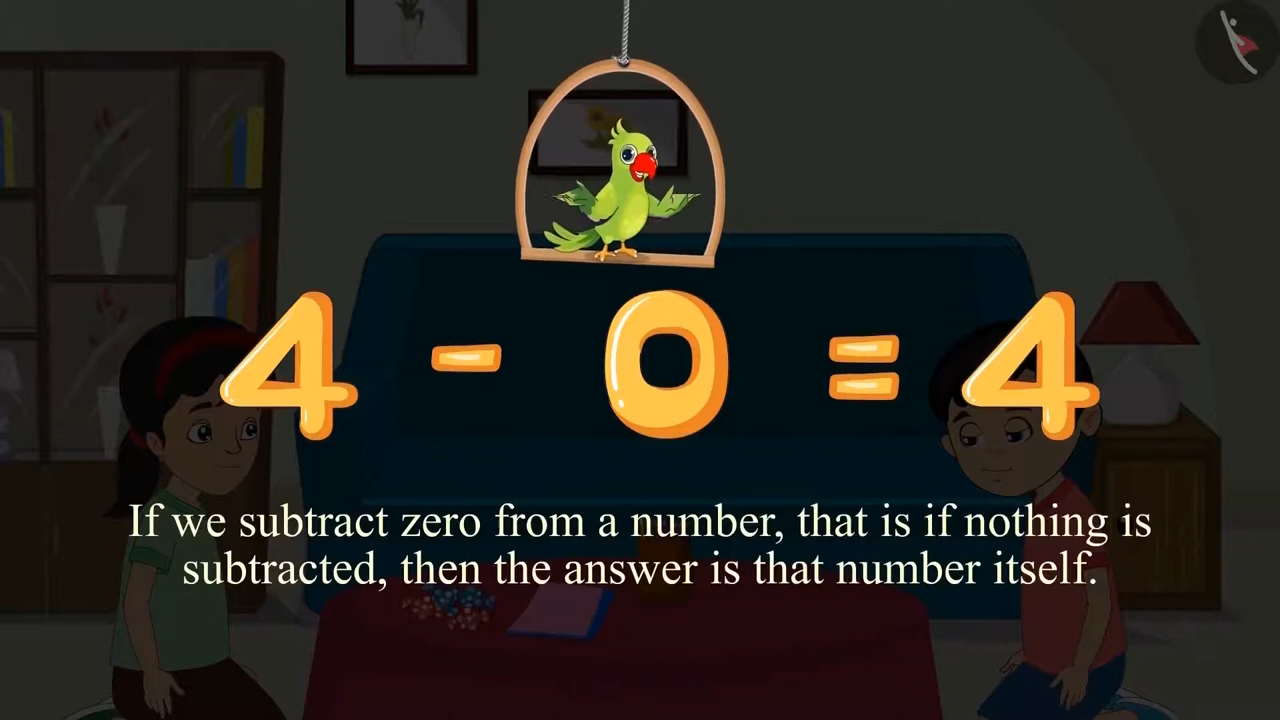 4 - 0 = 4
If we subtract zero from a number, that is if nothing is
subtracted, then the answer is that number itself.